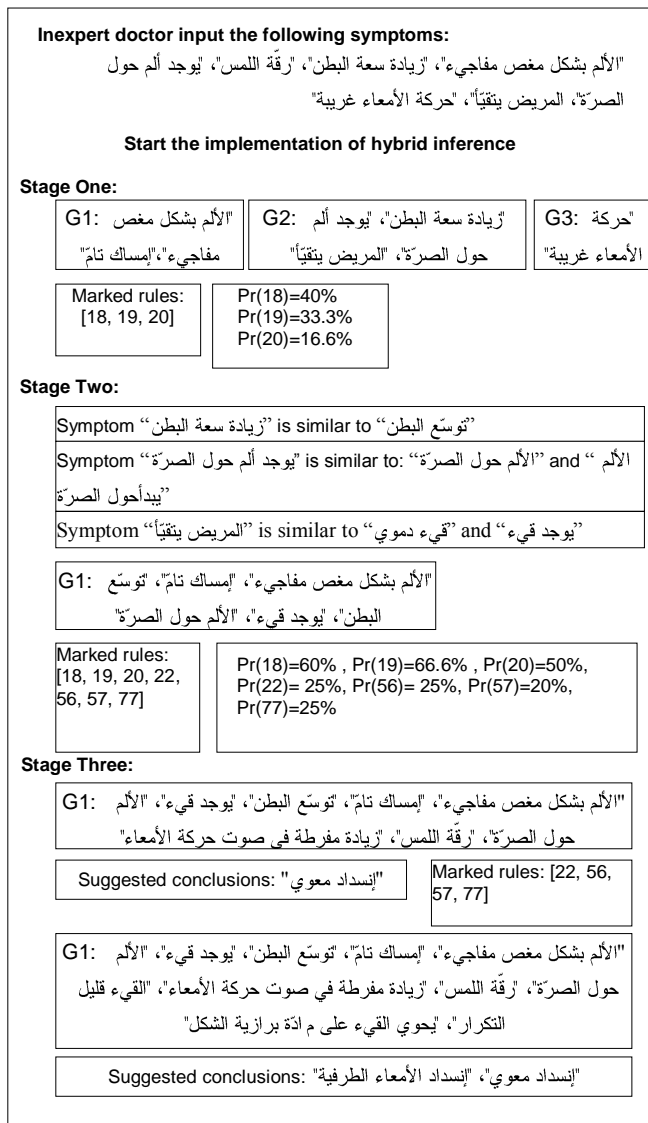 Inexpert doctor input the following symptoms:
"الألم بشكل مغص مفاجيء"، "زيادة سعة البطن"، "رقّة اللمس"، "يوجد ألم حول
الصرّة"، المريض يتقيّأ"، "حركة الأمعاء غريبة"
Start the implementation of hybrid inference
Stage One:
G1: "الألم بشكل مغص
مفاجيء"،"إمساك تامّ"
G2: "زيادة سعة البطن"، "يوجد ألم
حول الصرّة"، "المريض يتقيّأ"
G3: "حركة
الأمعاء غريبة"
Marked rules:
[18, 19, 20]
Pr(18)=40%
Pr(19)=33.3%
Pr(20)=16.6%
Stage Two:
Symptom “زيادة سعة البطن” is similar to “توسّع البطن”
Symptom “يوجد ألم حول الصرّة” is similar to: “الألم حول الصرّة” and “الألم
يبدأحول الصرّة”
Symptom “المريض يتقيّأ” is similar to “قيء دموي” and “يوجد قيء”
G1: "الألم بشكل مغص مفاجيء"، "إمساك تامّ"، "توسّع
البطن"، "يوجد قيء"، "الألم حول الصرّة"
Marked rules:
[18, 19, 20, 22,
56, 57, 77]
Pr(18)=60% , Pr(19)=66.6% , Pr(20)=50%,
Pr(22)= 25%, Pr(56)= 25%, Pr(57)=20%,
Pr(77)=25%
Stage Three:
G1: "الألم بشكل مغص مفاجيء"، "إمساك تامّ"، "توسّع البطن"، "يوجد قيء"، "الألم
حول الصرّة"، "رقّة اللمس"، "زيادة مفرطة في صوت حركة الأمعاء"
Suggested conclusions: "إنسداد معوي"
Marked rules: [22, 56,
57, 77]
G1: "الألم بشكل مغص مفاجيء"، "إمساك تامّ"، "توسّع البطن"، "يوجد قيء"، "الألم
حول الصرّة"، "رقّة اللمس"، "زيادة مفرطة في صوت حركة الأمعاء"، "القيء قليل
التكرار"، "يحوي القيء على م ادّة برازية الشكل"
Suggested conclusions: "إنسداد معوي"، "إنسداد الأمعاء الطرفية"